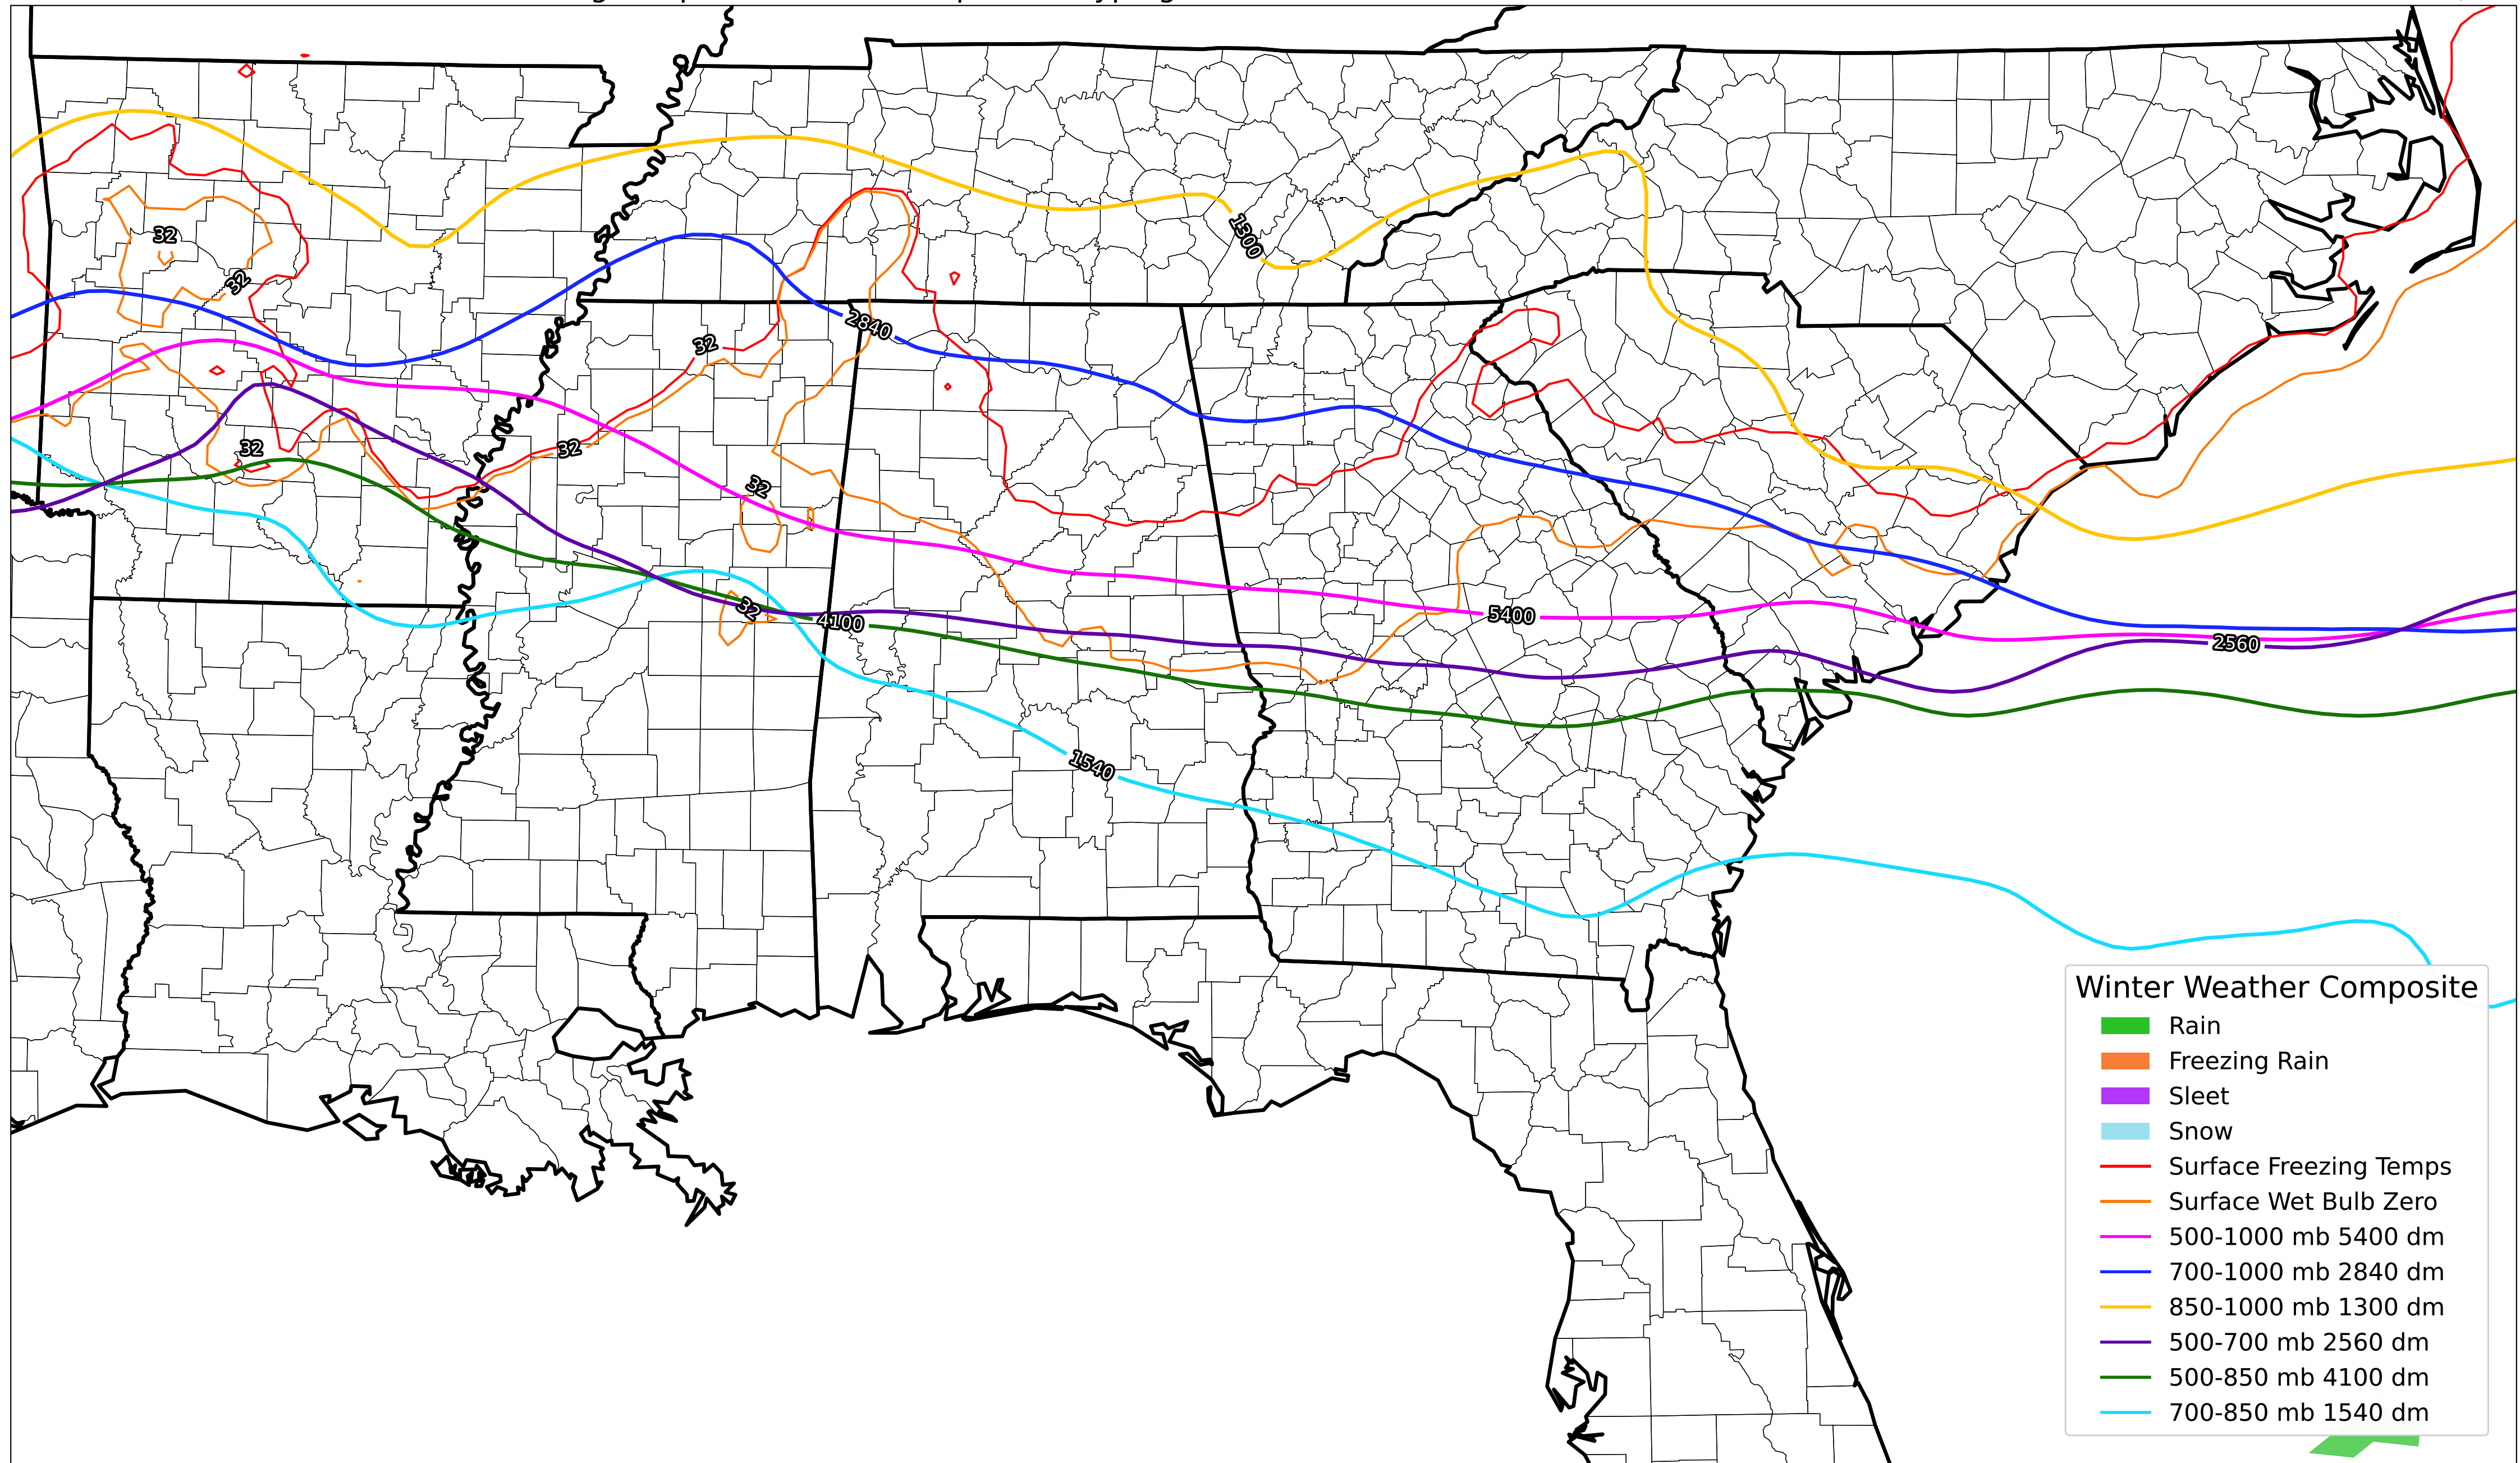 1300
32
32
2840
32
32
32
32
32
4100
5400
2560
1540
Winter Weather Composite
Rain
Freezing Rain
Sleet
Snow
Surface Freezing Temps
Surface Wet Bulb Zero
500-1000 mb 5400 dm
700-1000 mb 2840 dm
850-1000 mb 1300 dm
500-700 mb 2560 dm
500-850 mb 4100 dm
700-850 mb 1540 dm